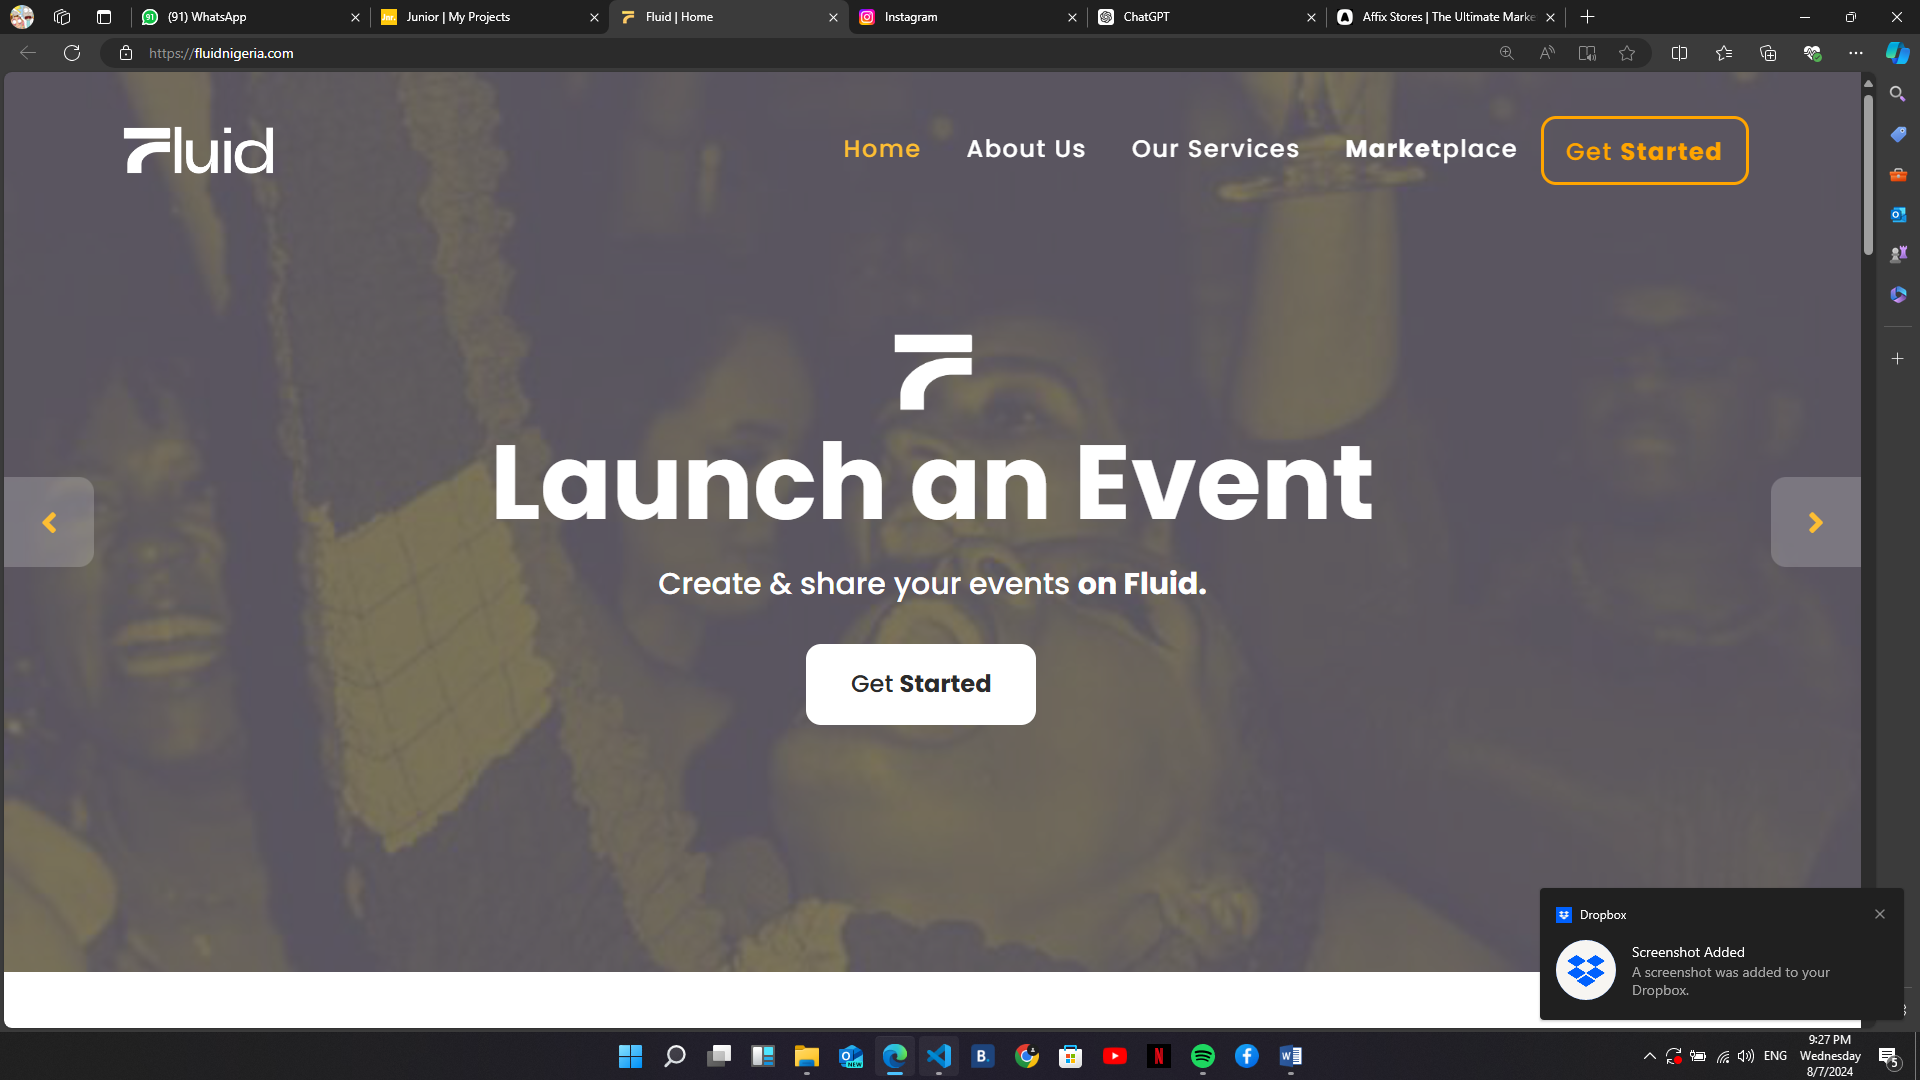 (91) WhatsApp
Junior | My Projects
Fluid | Home
Instagram
ChatGPT
Affix Stores | The Ultimate Marke
https://fluidnigeria.com
Fluid
Home
About Us
Our Services
Marketplace
Get Started
Launch an Event
Create & share your events on Fluid.
Get Started
Dropbox
Screenshot Added
A screenshot was added to your
Dropbox.
ENG
9:27 PM
Wednesday
8/7/2024
5